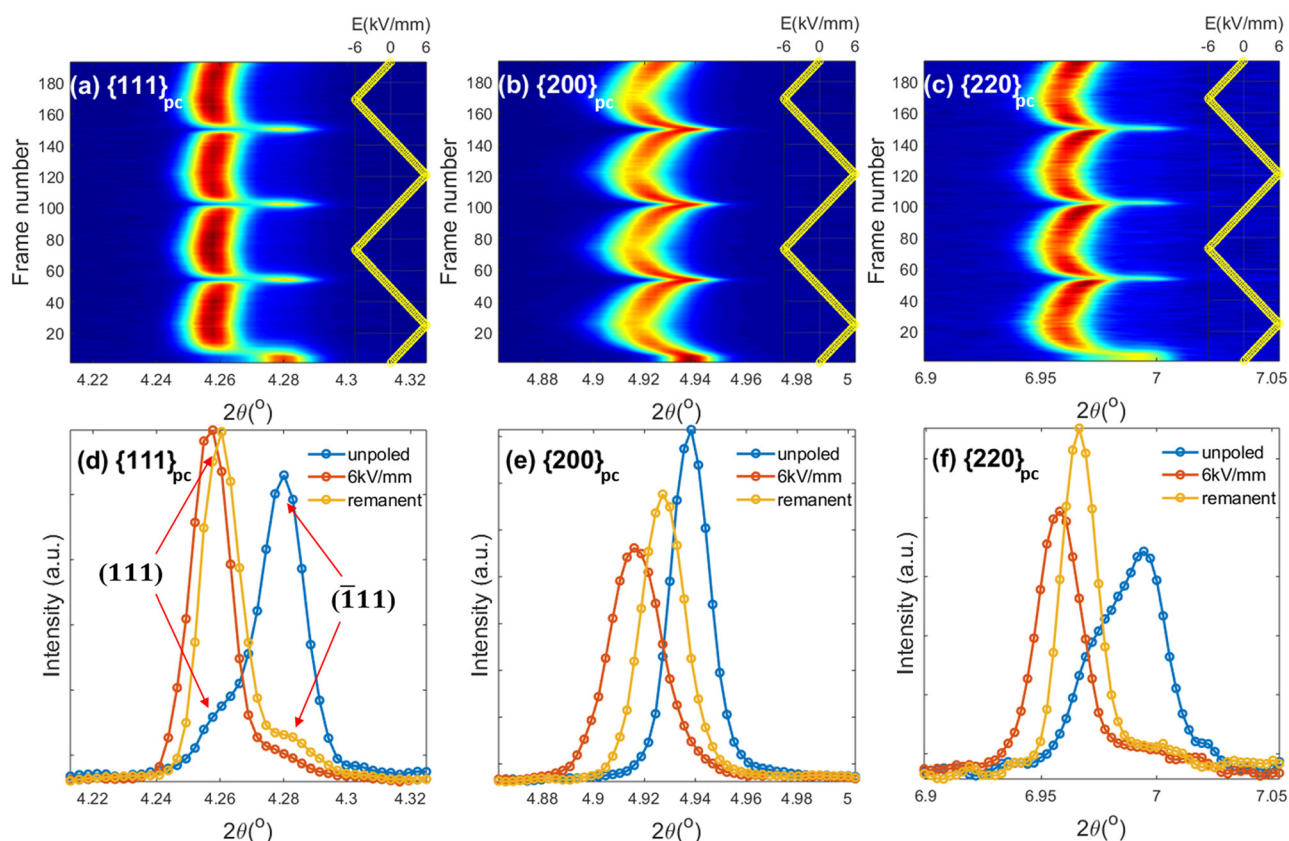 E(kV/mm) E(kV/mm) E(kV/mm)
-6 0 6 -6 0 6 -6 0 6
(a) {111}pc (b) {200}pc (c) {220}pc
Frame number Frame number Frame number
180 180 180
160 160 160
140 140 140
120 120 120
100 100 100
80 80 80
60 60 60
40 40 40
20 20 20
4.22 4.24 4.26 4.28 4.3 4.32 4.88 4.9 4.92 4.94 4.96 4.98 5 6.9 6.95 7 7.05
2θ(o) 2θ(o) 2θ(o)
(d) {111}pc (e) {200}pc (f) {220}pc
unpoled unpoled unpoled
6kV/mm 6kV/mm 6kV/mm
remanent remanent remanent
(111) (1̅11)
Intensity (a.u.) Intensity (a.u.) Intensity (a.u.)
4.22 4.24 4.26 4.28 4.3 4.32 4.88 4.9 4.92 4.94 4.96 4.98 5 6.9 6.95 7 7.05
2θ(o) 2θ(o) 2θ(o)